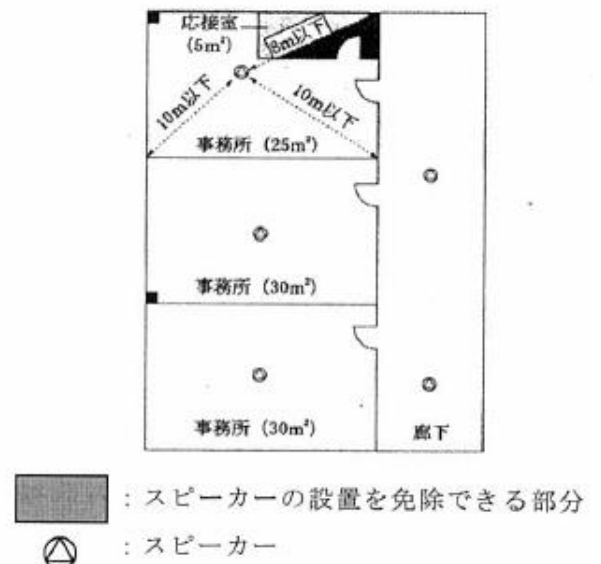 応接室
(5m²)
8m以下
10m以下
10m以下
事務所 (25m²)
事務所 (30m²)
事務所 (30m²)
廊下
：スピーカーの設置を免除できる部分
：スピーカー